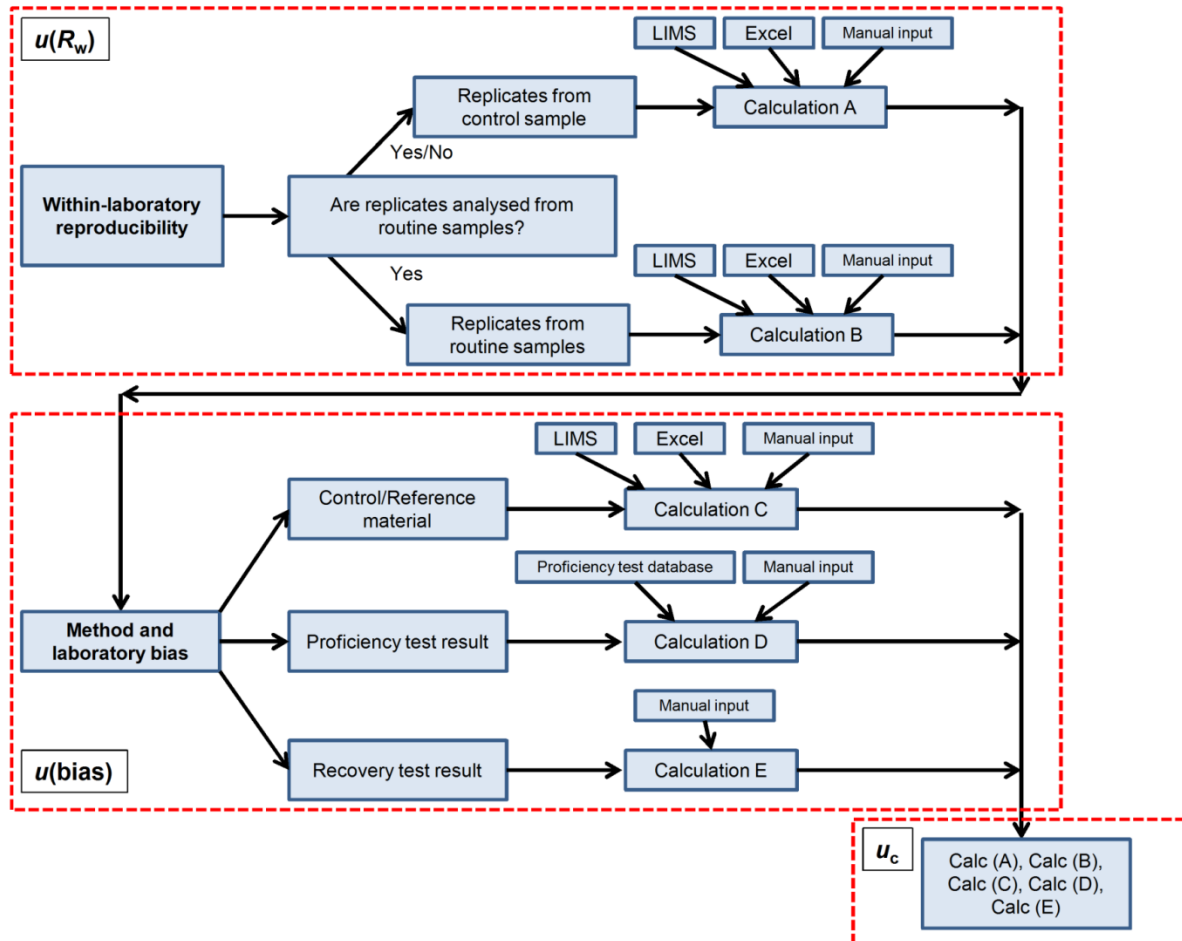 u(Rw)
LIMS
Excel
Manual input
Replicates from
control sample
Calculation A
Yes/No
Within-laboratory
reproducibility
Are replicates analysed from
routine samples?
Yes
LIMS
Excel
Manual input
Replicates from
routine samples
Calculation B
LIMS
Excel
Manual input
Control/Reference
material
Calculation C
Proficiency test database
Manual input
Method and
laboratory bias
Proficiency test result
Calculation D
Manual input
u(bias)
Recovery test result
Calculation E
uc
Calc (A), Calc (B),
Calc (C), Calc (D),
Calc (E)